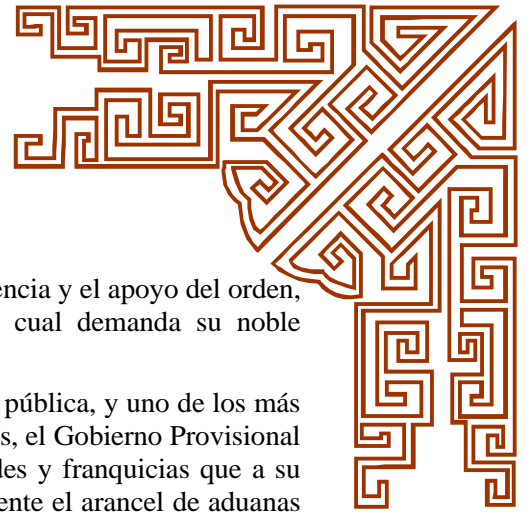 encia y el apoyo del orden,
cual demanda su noble
pública, y uno de los más
s, el Gobierno Provisional
des y franquicias que a su
ente el arancel de aduanas